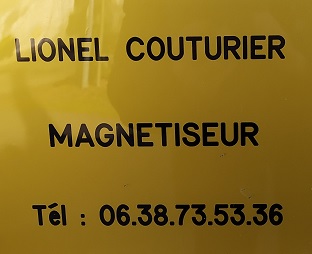 LIONEL COUTURIER
MAGNETISEUR
Tél : 06.38.73.53.36